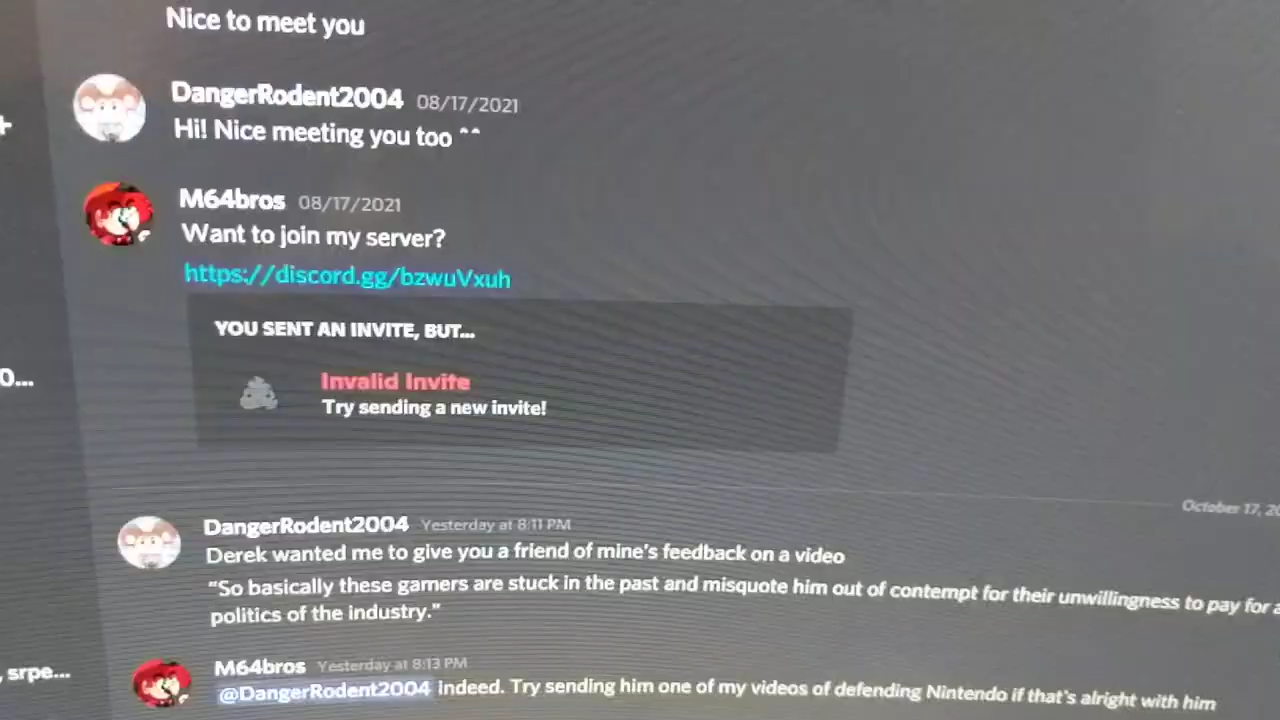 Nice to meet you
DangerRodent2004 08/17/2021
Hi! Nice meeting you too ^^
M64bros 08/17/2021
Want to join my server?
https://discord.gg/bzwuVxuh
YOU SENT AN INVITE, BUT...
Invalid Invite
Try sending a new invite!
October 17, 20
DangerRodent2004 Yesterday at 8:11 PM
Derek wanted me to give you a friend of mine's feedback on a video
"So basically these gamers are stuck in the past and misquote him out of contempt for their unwillingness to pay for a
politics of the industry."
, srpe...
M64bros Yesterday at 8:13 PM
@DangerRodent2004 indeed. Try sending him one of my videos of defending Nintendo if that's alright with him